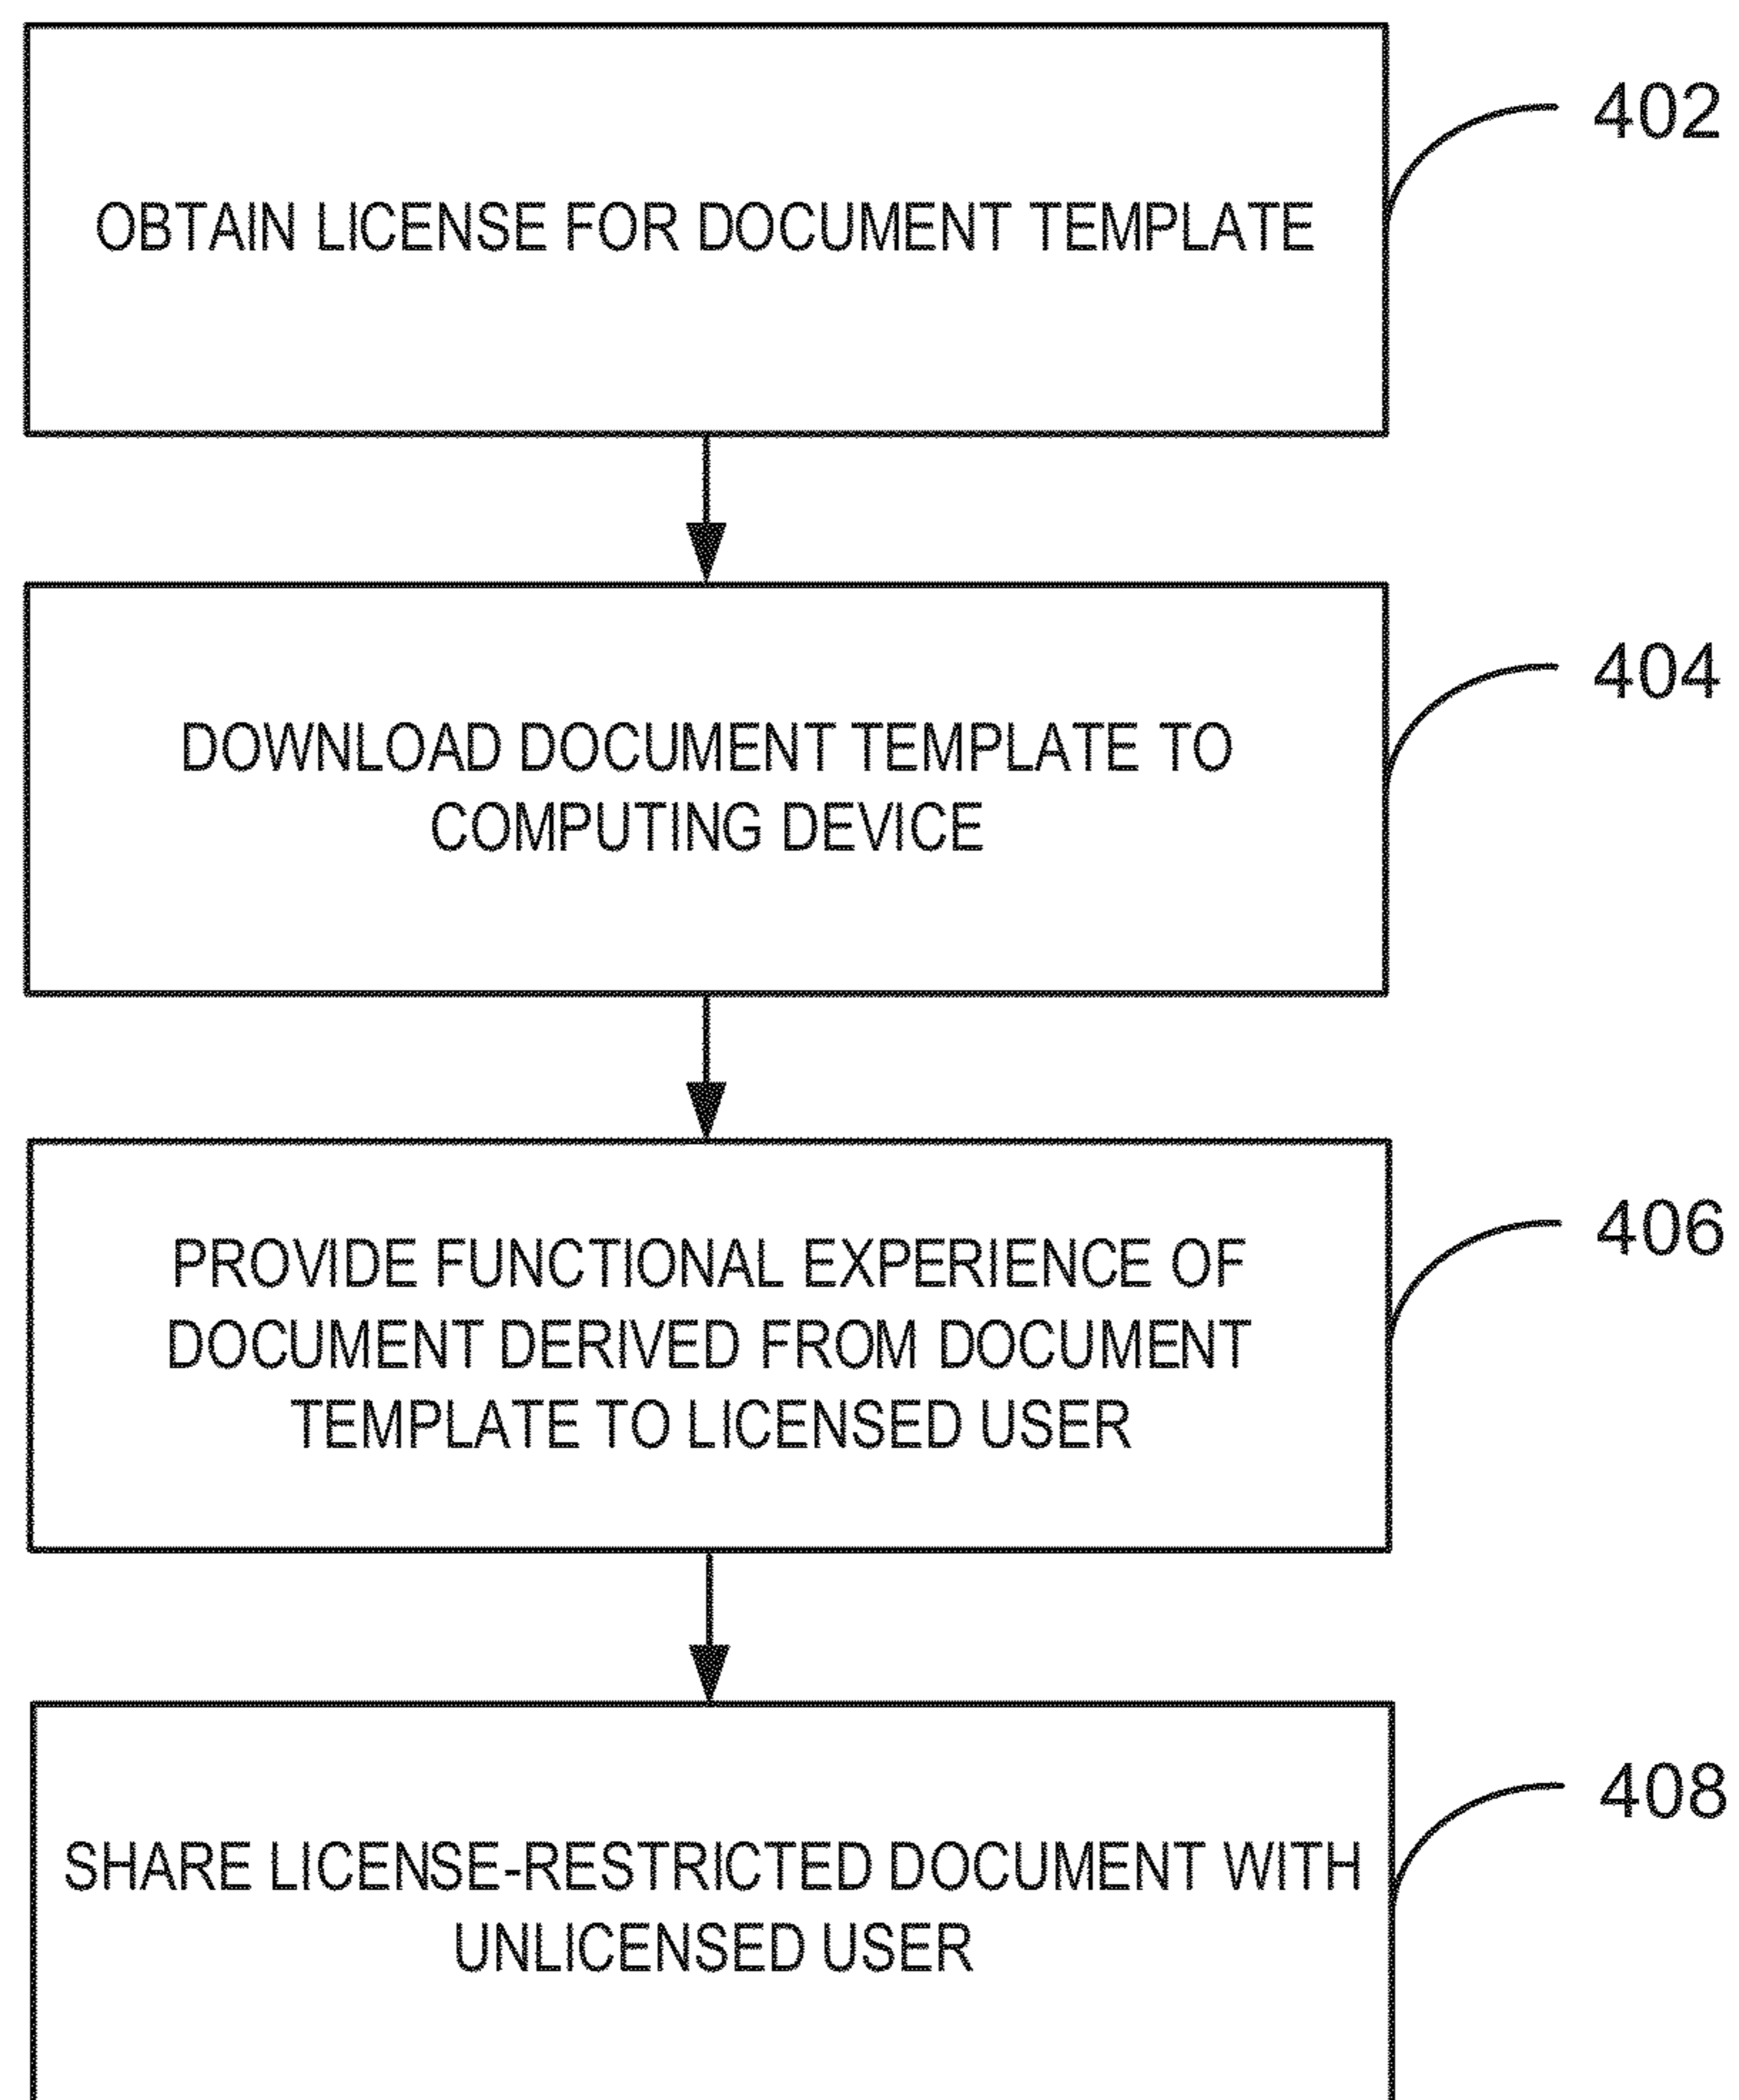 OBTAIN LICENSE FOR DOCUMENT TEMPLATE
402
DOWNLOAD DOCUMENT TEMPLATE TO
COMPUTING DEVICE
404
PROVIDE FUNCTIONAL EXPERIENCE OF
DOCUMENT DERIVED FROM DOCUMENT
TEMPLATE TO LICENSED USER
406
SHARE LICENSE-RESTRICTED DOCUMENT WITH
UNLICENSED USER
408